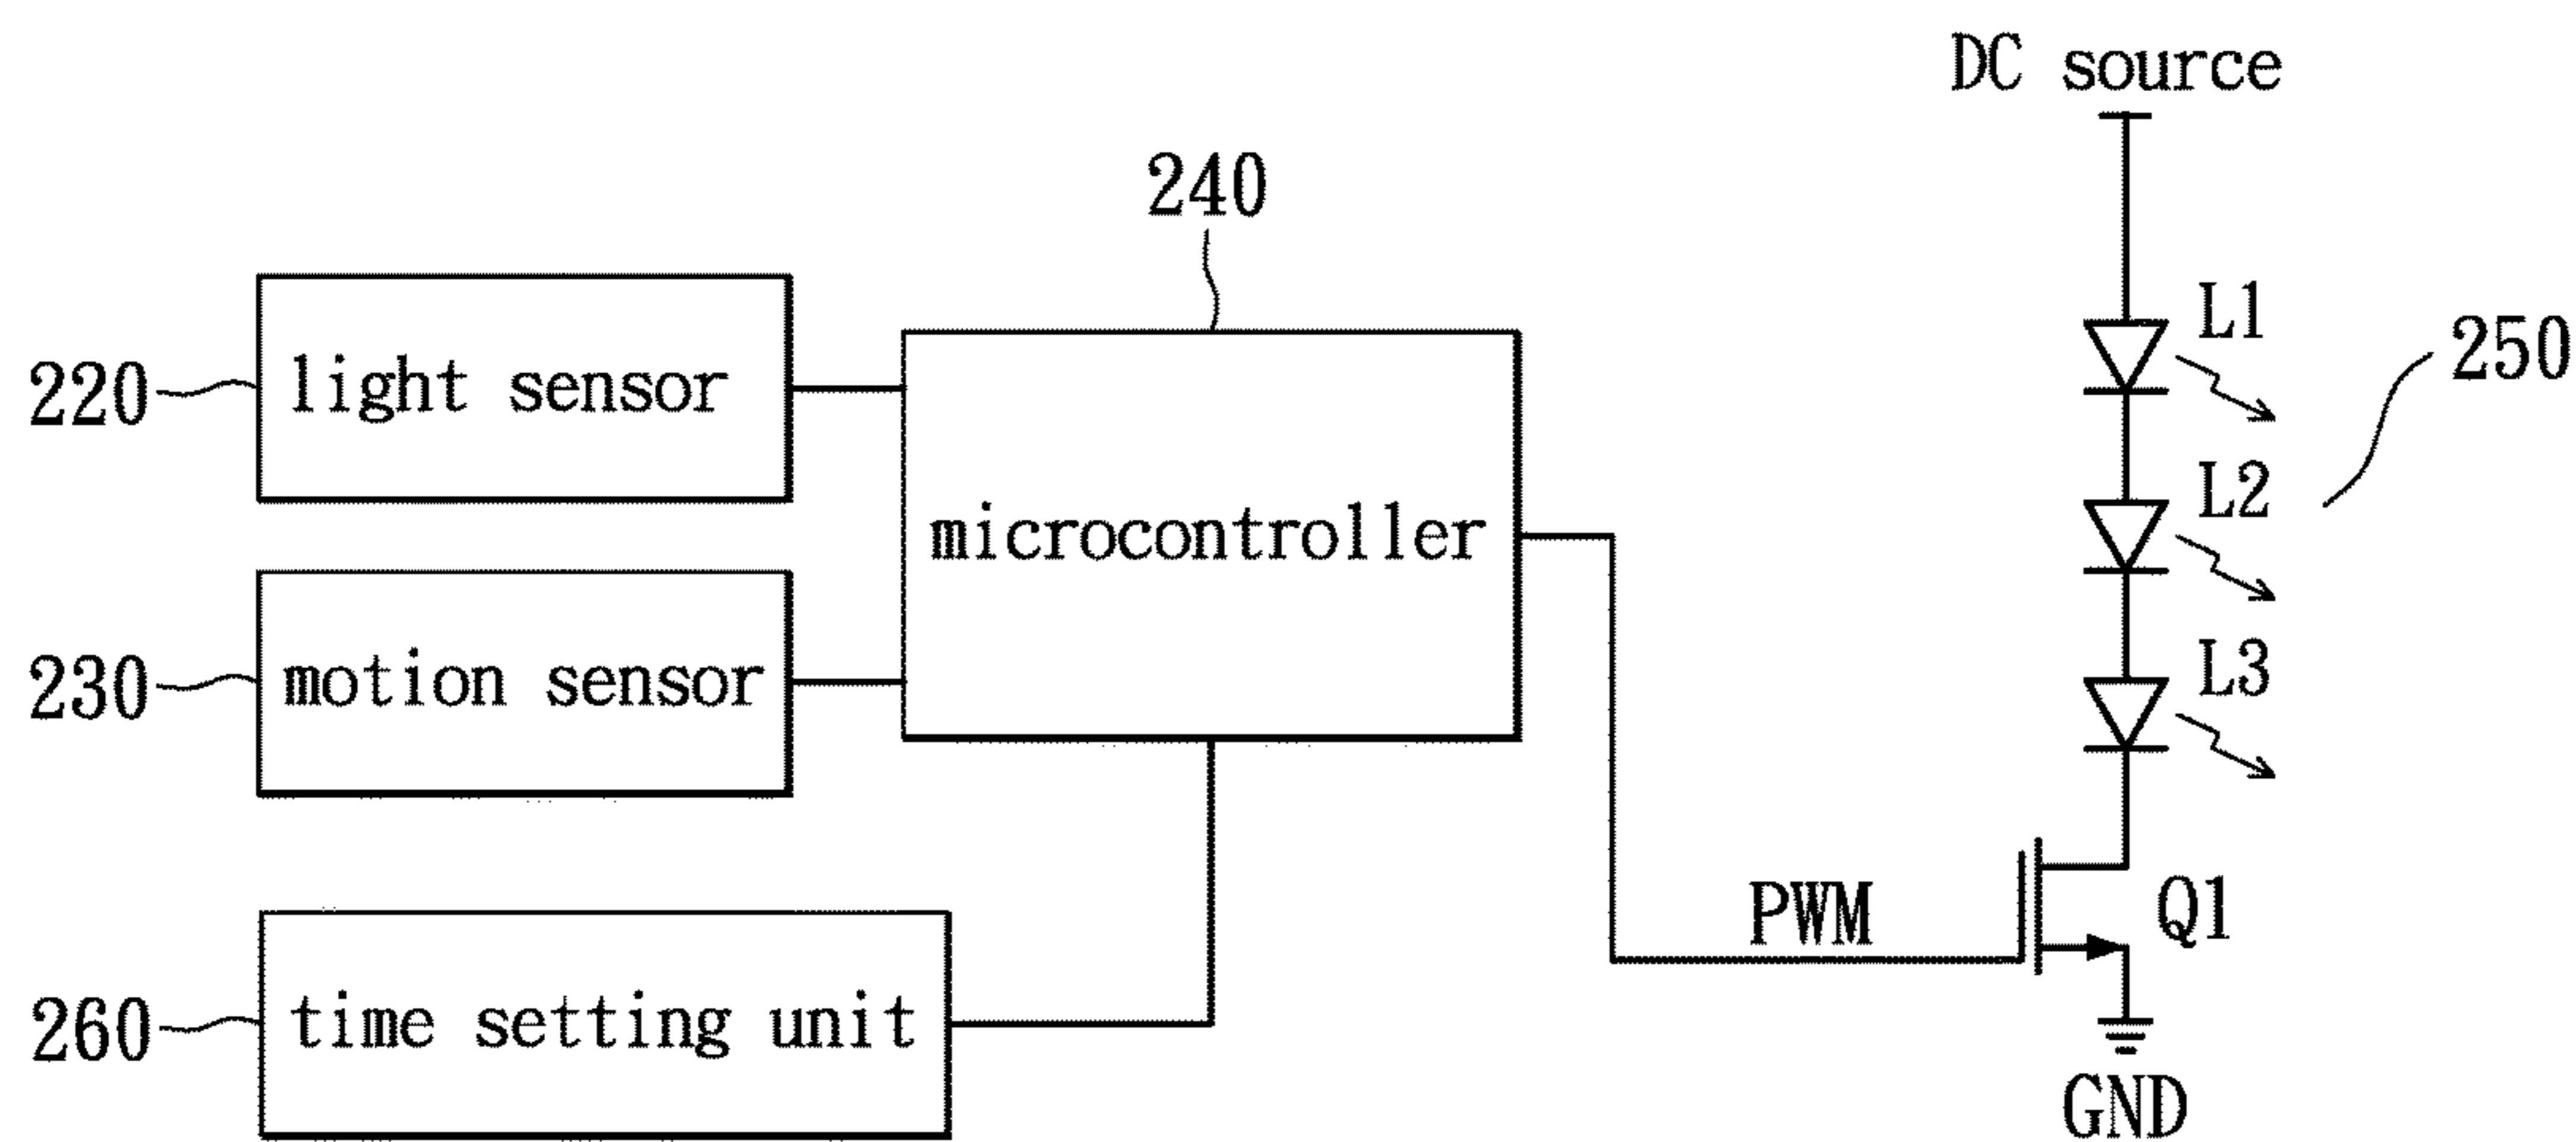 DC source
240
L1
250
220
light sensor
L2
microcontroller
L3
230
motion sensor
PWM
Q1
260
time setting unit
GND